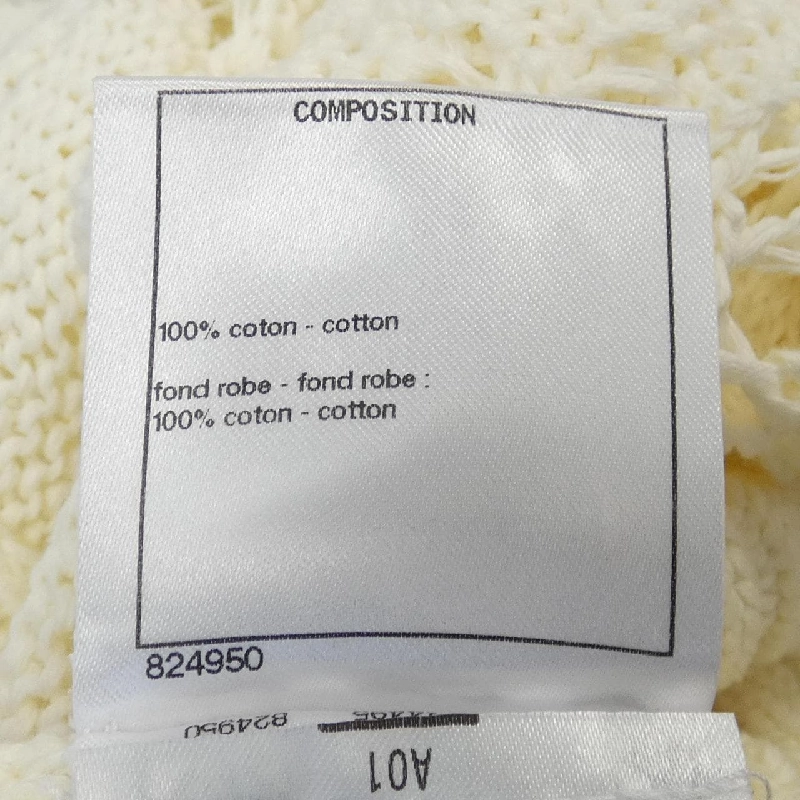 COMPOSITION
100% coton - cotton
fond robe - fond robe :
100% coton - cotton
824950
824950
A01